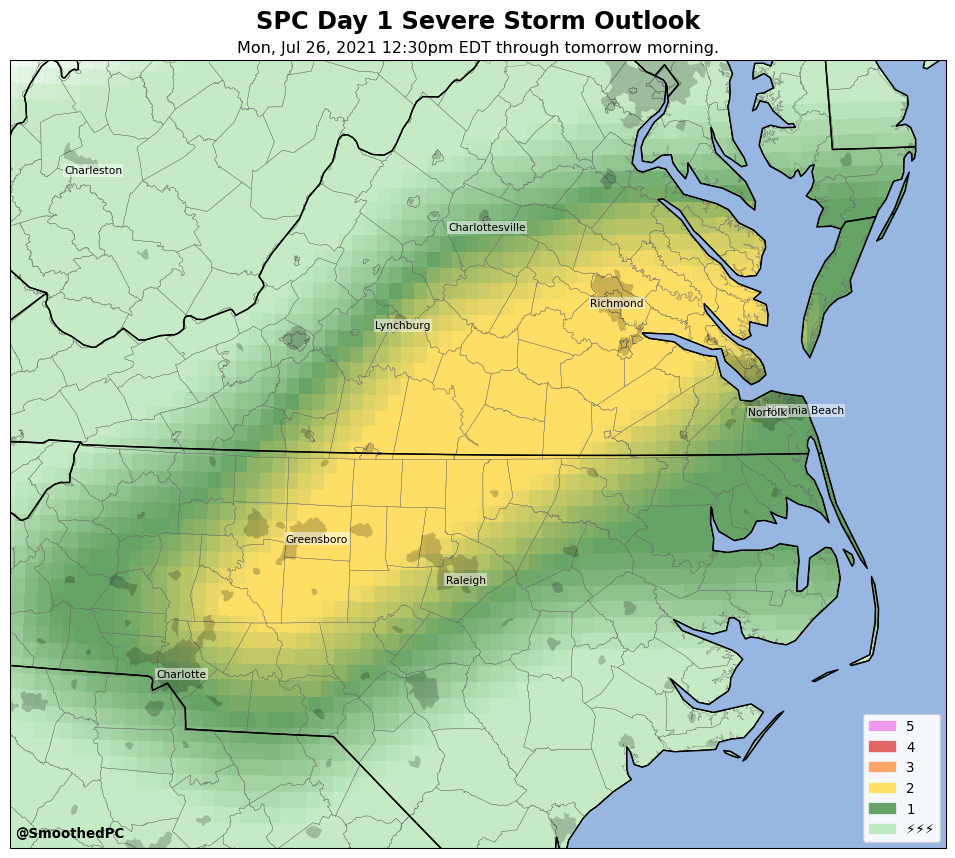 SPC Day 1 Severe Storm Outlook
Mon, Jul 26, 2021 12:30pm EDT through tomorrow morning.
Charleston
Charlottesville
Richmond
Lynchburg
Norfolk
inia Beach
Greensboro
Raleigh
Charlotte
5
4
3
2
1
⚡⚡⚡
@SmoothedPC